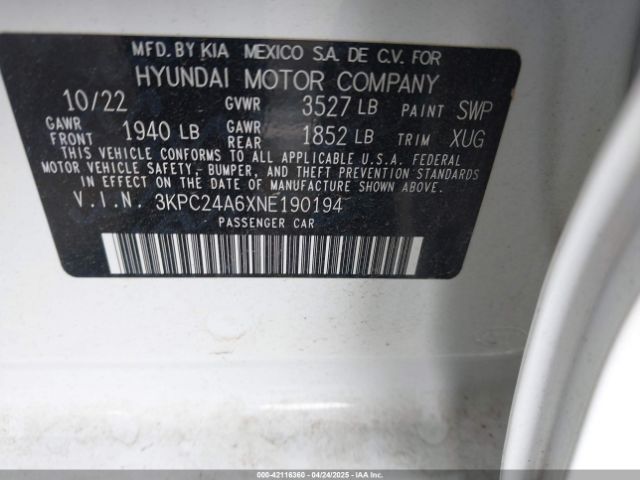 MFD. BY KIA MEXICO S.A. DE C.V. FOR
HYUNDAI MOTOR COMPANY
10/22 GVWR 3527 LB PAINT SWP
GAWR FRONT 1940 LB GAWR REAR 1852 LB TRIM XUG
THIS VEHICLE CONFORMS TO ALL APPLICABLE U.S.A. FEDERAL
MOTOR VEHICLE SAFETY, BUMPER, AND THEFT PREVENTION STANDARDS
IN EFFECT ON THE DATE OF MANUFACTURE SHOWN ABOVE.
V.I.N. 3KPC24A6XNE190194
PASSENGER CAR
000-42116360 - 04/24/2025 - IAAI.COM